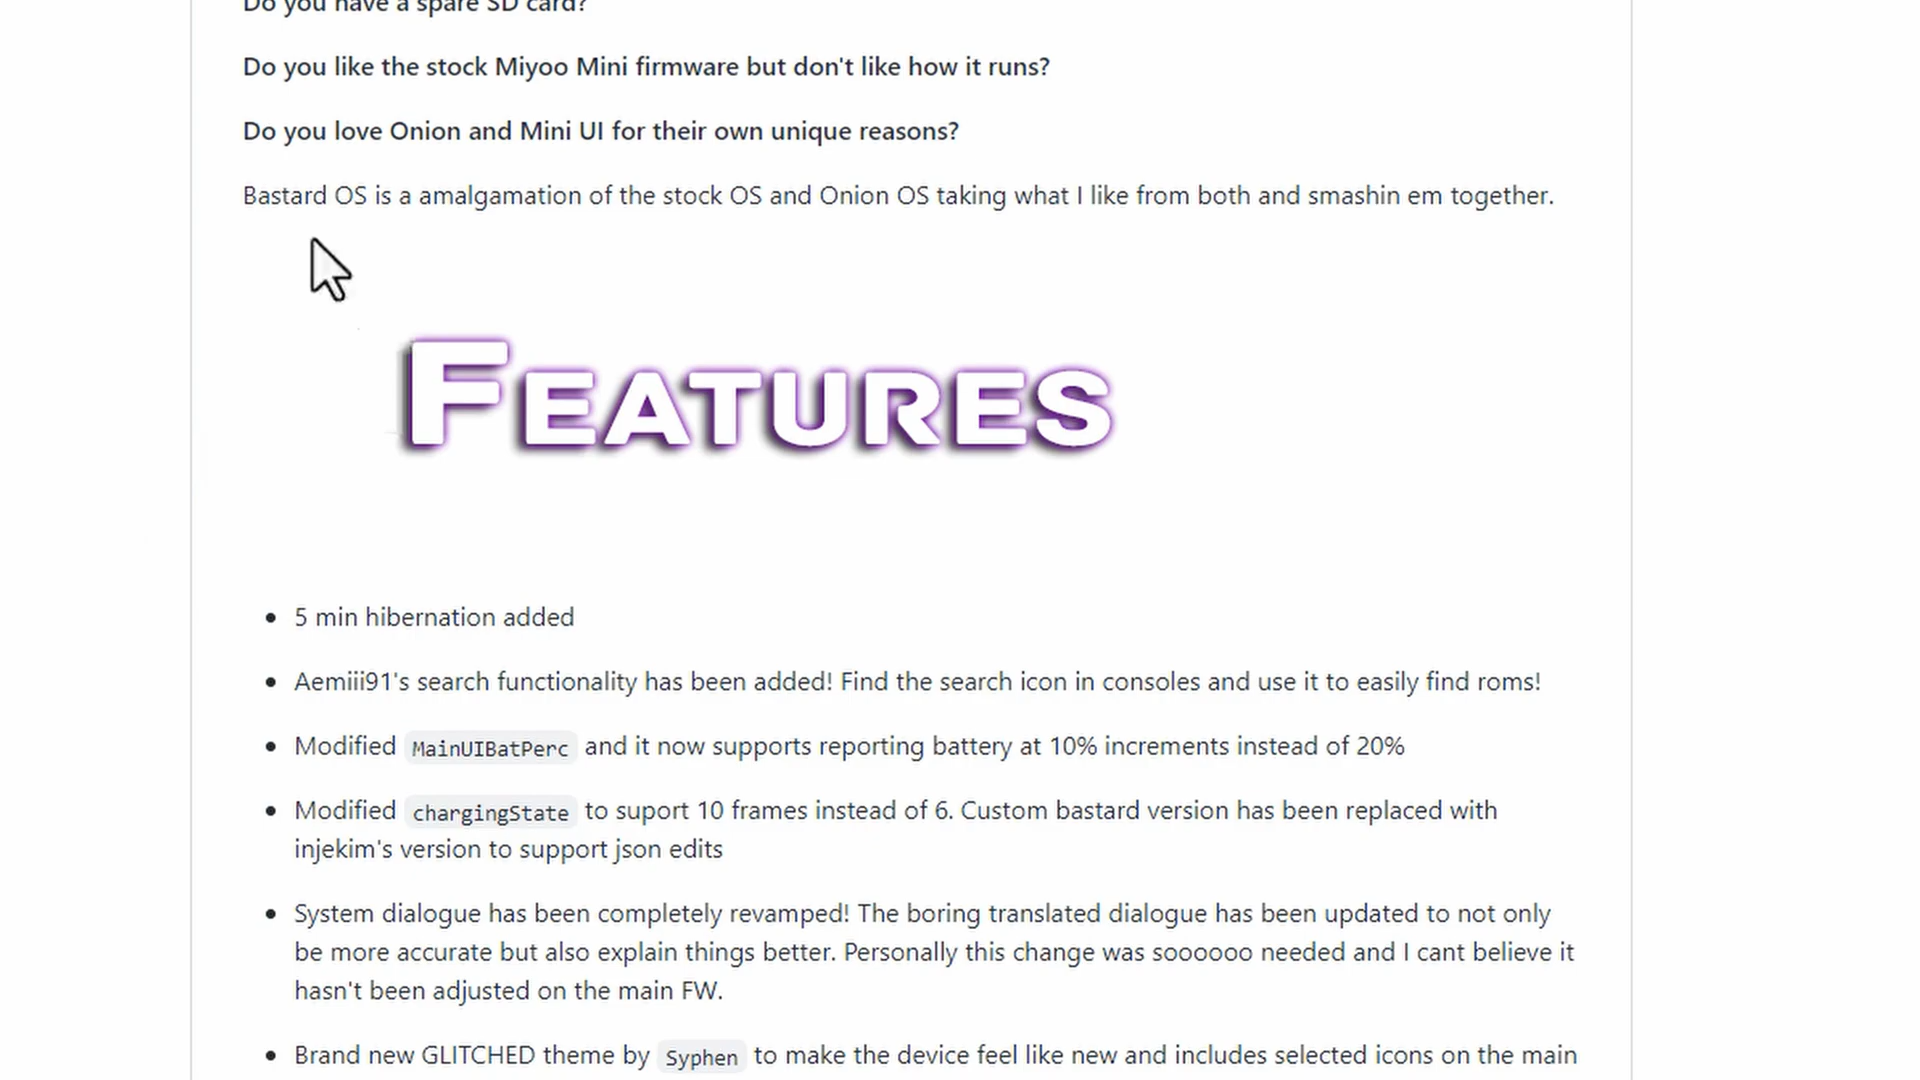 Do you have a spare SD card?
Do you like the stock Miyoo Mini firmware but don't like how it runs?
Do you love Onion and Mini UI for their own unique reasons?
Bastard OS is a amalgamation of the stock OS and Onion OS taking what I like from both and smashin em together.
FEATURES
• 5 min hibernation added
• Aemiii91's search functionality has been added! Find the search icon in consoles and use it to easily find roms!
• Modified MainUIBatPerc and it now supports reporting battery at 10% increments instead of 20%
• Modified chargingState to suport 10 frames instead of 6. Custom bastard version has been replaced with
injekim's version to support json edits
• System dialogue has been completely revamped! The boring translated dialogue has been updated to not only
be more accurate but also explain things better. Personally this change was soooooo needed and I cant believe it
hasn't been adjusted on the main FW.
• Brand new GLITCHED theme by Syphen to make the device feel like new and includes selected icons on the main